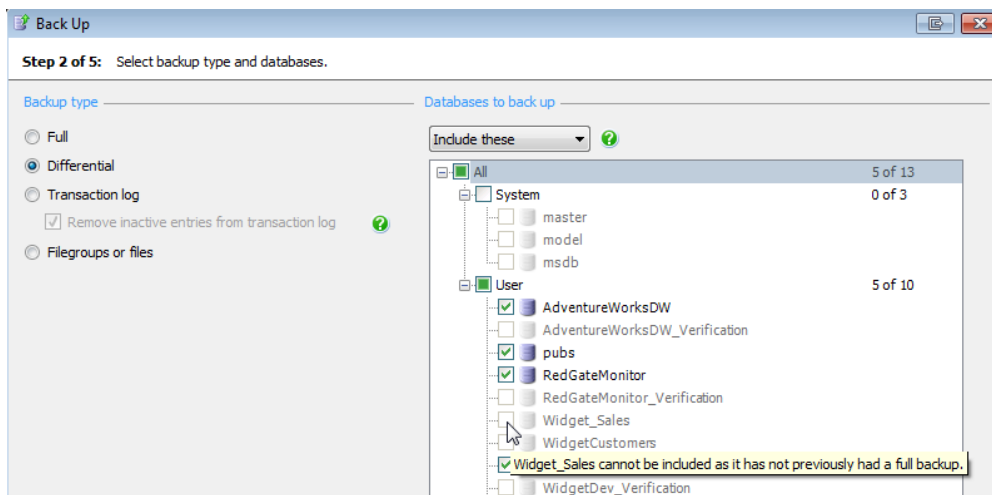 Back Up
Step 2 of 5: Select backup type and databases.
Backup type
Full
Differential
Transaction log
Remove inactive entries from transaction log
Filegroups or files
Databases to back up
Include these
All 5 of 13
System 0 of 3
master
model
msdb
User 5 of 10
AdventureWorksDW
AdventureWorksDW_Verification
pubs
RedGateMonitor
RedGateMonitor_Verification
Widget_Sales
WidgetCustomers
Widget_Sales cannot be included as it has not previously had a full backup.
WidgetDev_Verification